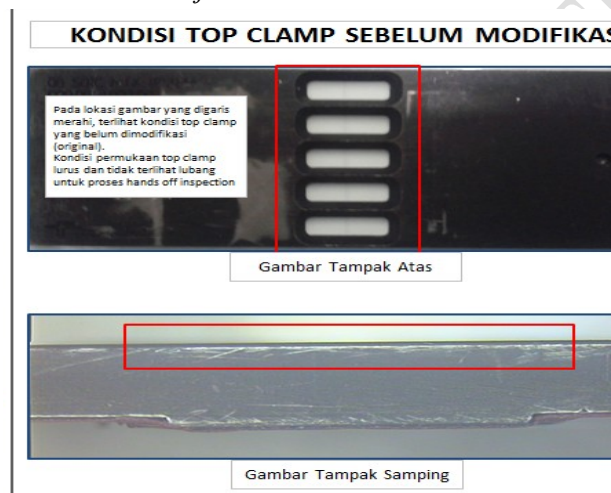 KONDISI TOP CLAMP SEBELUM MODIFIKAS
Pada lokasi gambar yang digaris
merahi, terlihat kondisi top clamp
yang belum dimodifikasi
(original).
Kondisi permukaan top clamp
lurus dan tidak terlihat lubang
untuk proses hands off inspection
Gambar Tampak Atas
Gambar Tampak Samping